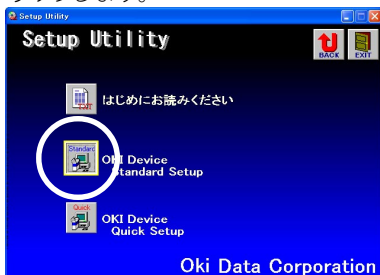 Setup Utility
Setup Utility
BACK
EXIT
TXT
はじめにお読みください
Standard
OKI Device
Standard Setup
Quick
OKI Device
Quick Setup
Oki Data Corporation